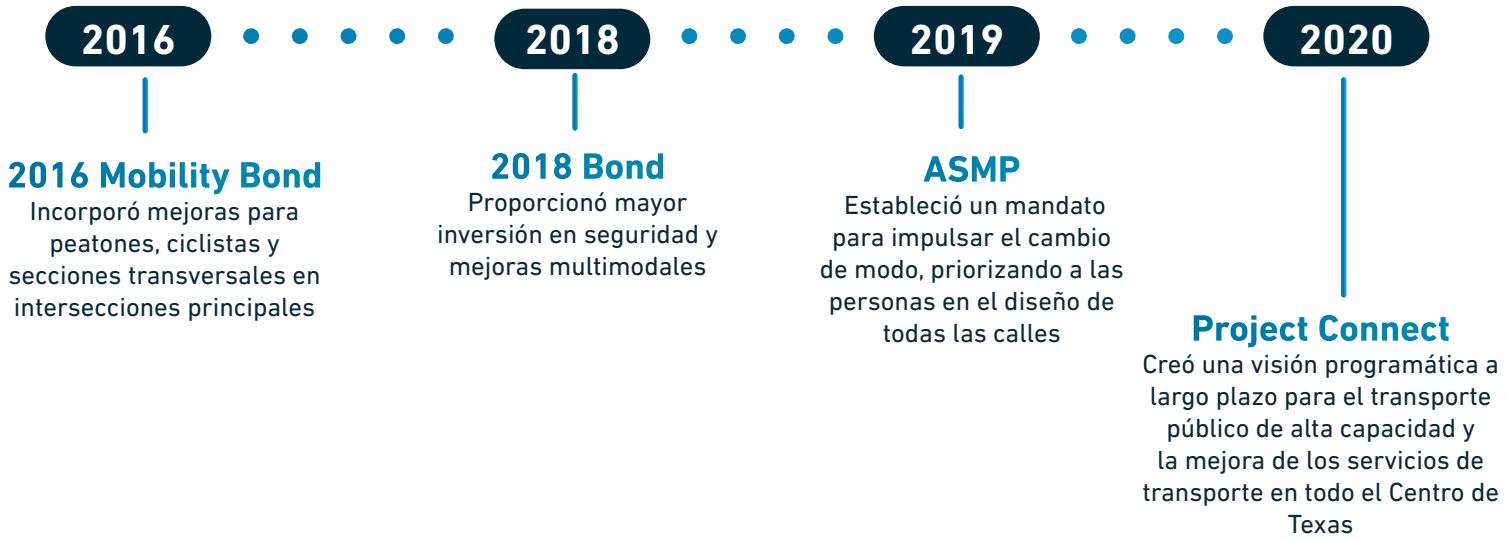 2016
2018
2019
2020
2016 Mobility Bond
Incorporó mejoras para
peatones, ciclistas y
secciones transversales en
intersecciones principales
2018 Bond
Proporcionó mayor
inversión en seguridad y
mejoras multimodales
ASMP
Estableció un mandato
para impulsar el cambio
de modo, priorizando a las
personas en el diseño de
todas las calles
Project Connect
Creó una visión programática a
largo plazo para el transporte
público de alta capacidad y
la mejora de los servicios de
transporte en todo el Centro de
Texas